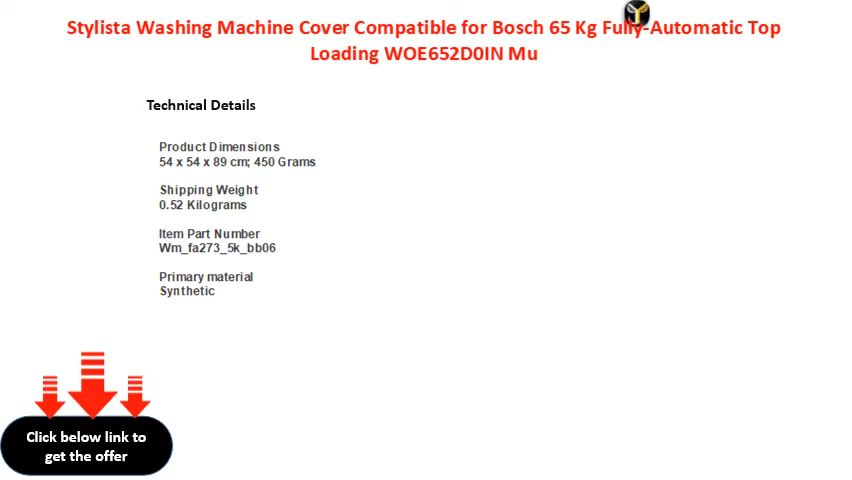 Stylista Washing Machine Cover Compatible for Bosch 65 Kg Fully-Automatic Top
Loading WOE652D0IN Mu
Technical Details
Product Dimensions
54 x 54 x 89 cm; 450 Grams
Shipping Weight
0.52 Kilograms
Item Part Number
Wm_fa273_5k_bb06
Primary material
Synthetic
Click below link to
get the offer